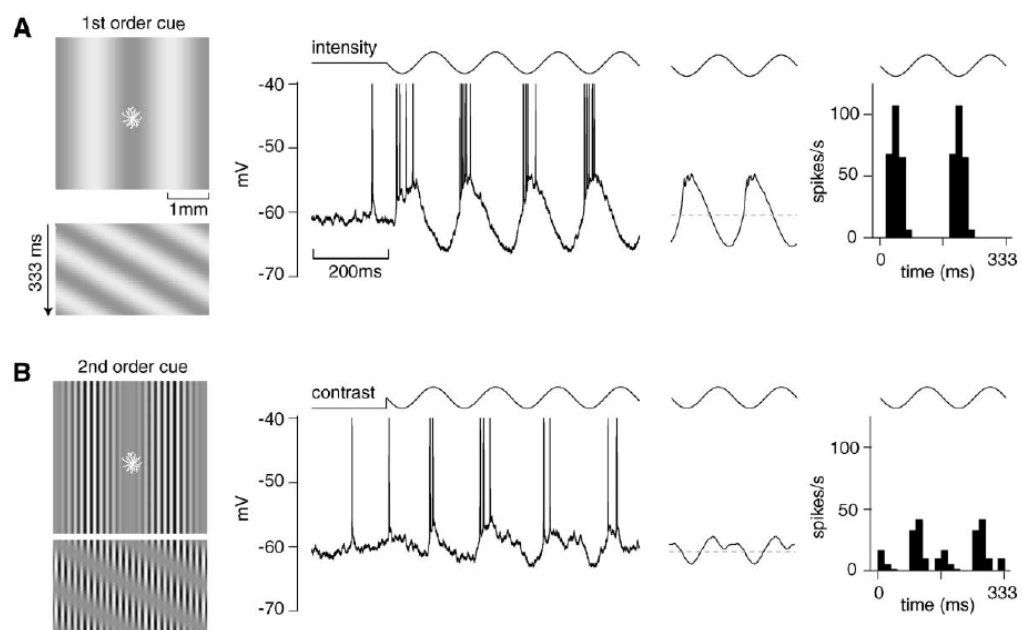 A
1st order cue
1mm
333 ms
intensity
-40
-50
-60
-70
mV
200ms
100
50
0
spikes/s
0
333
time (ms)
B
2nd order cue
contrast
-40
-50
-60
-70
mV
100
50
0
spikes/s
0
333
time (ms)